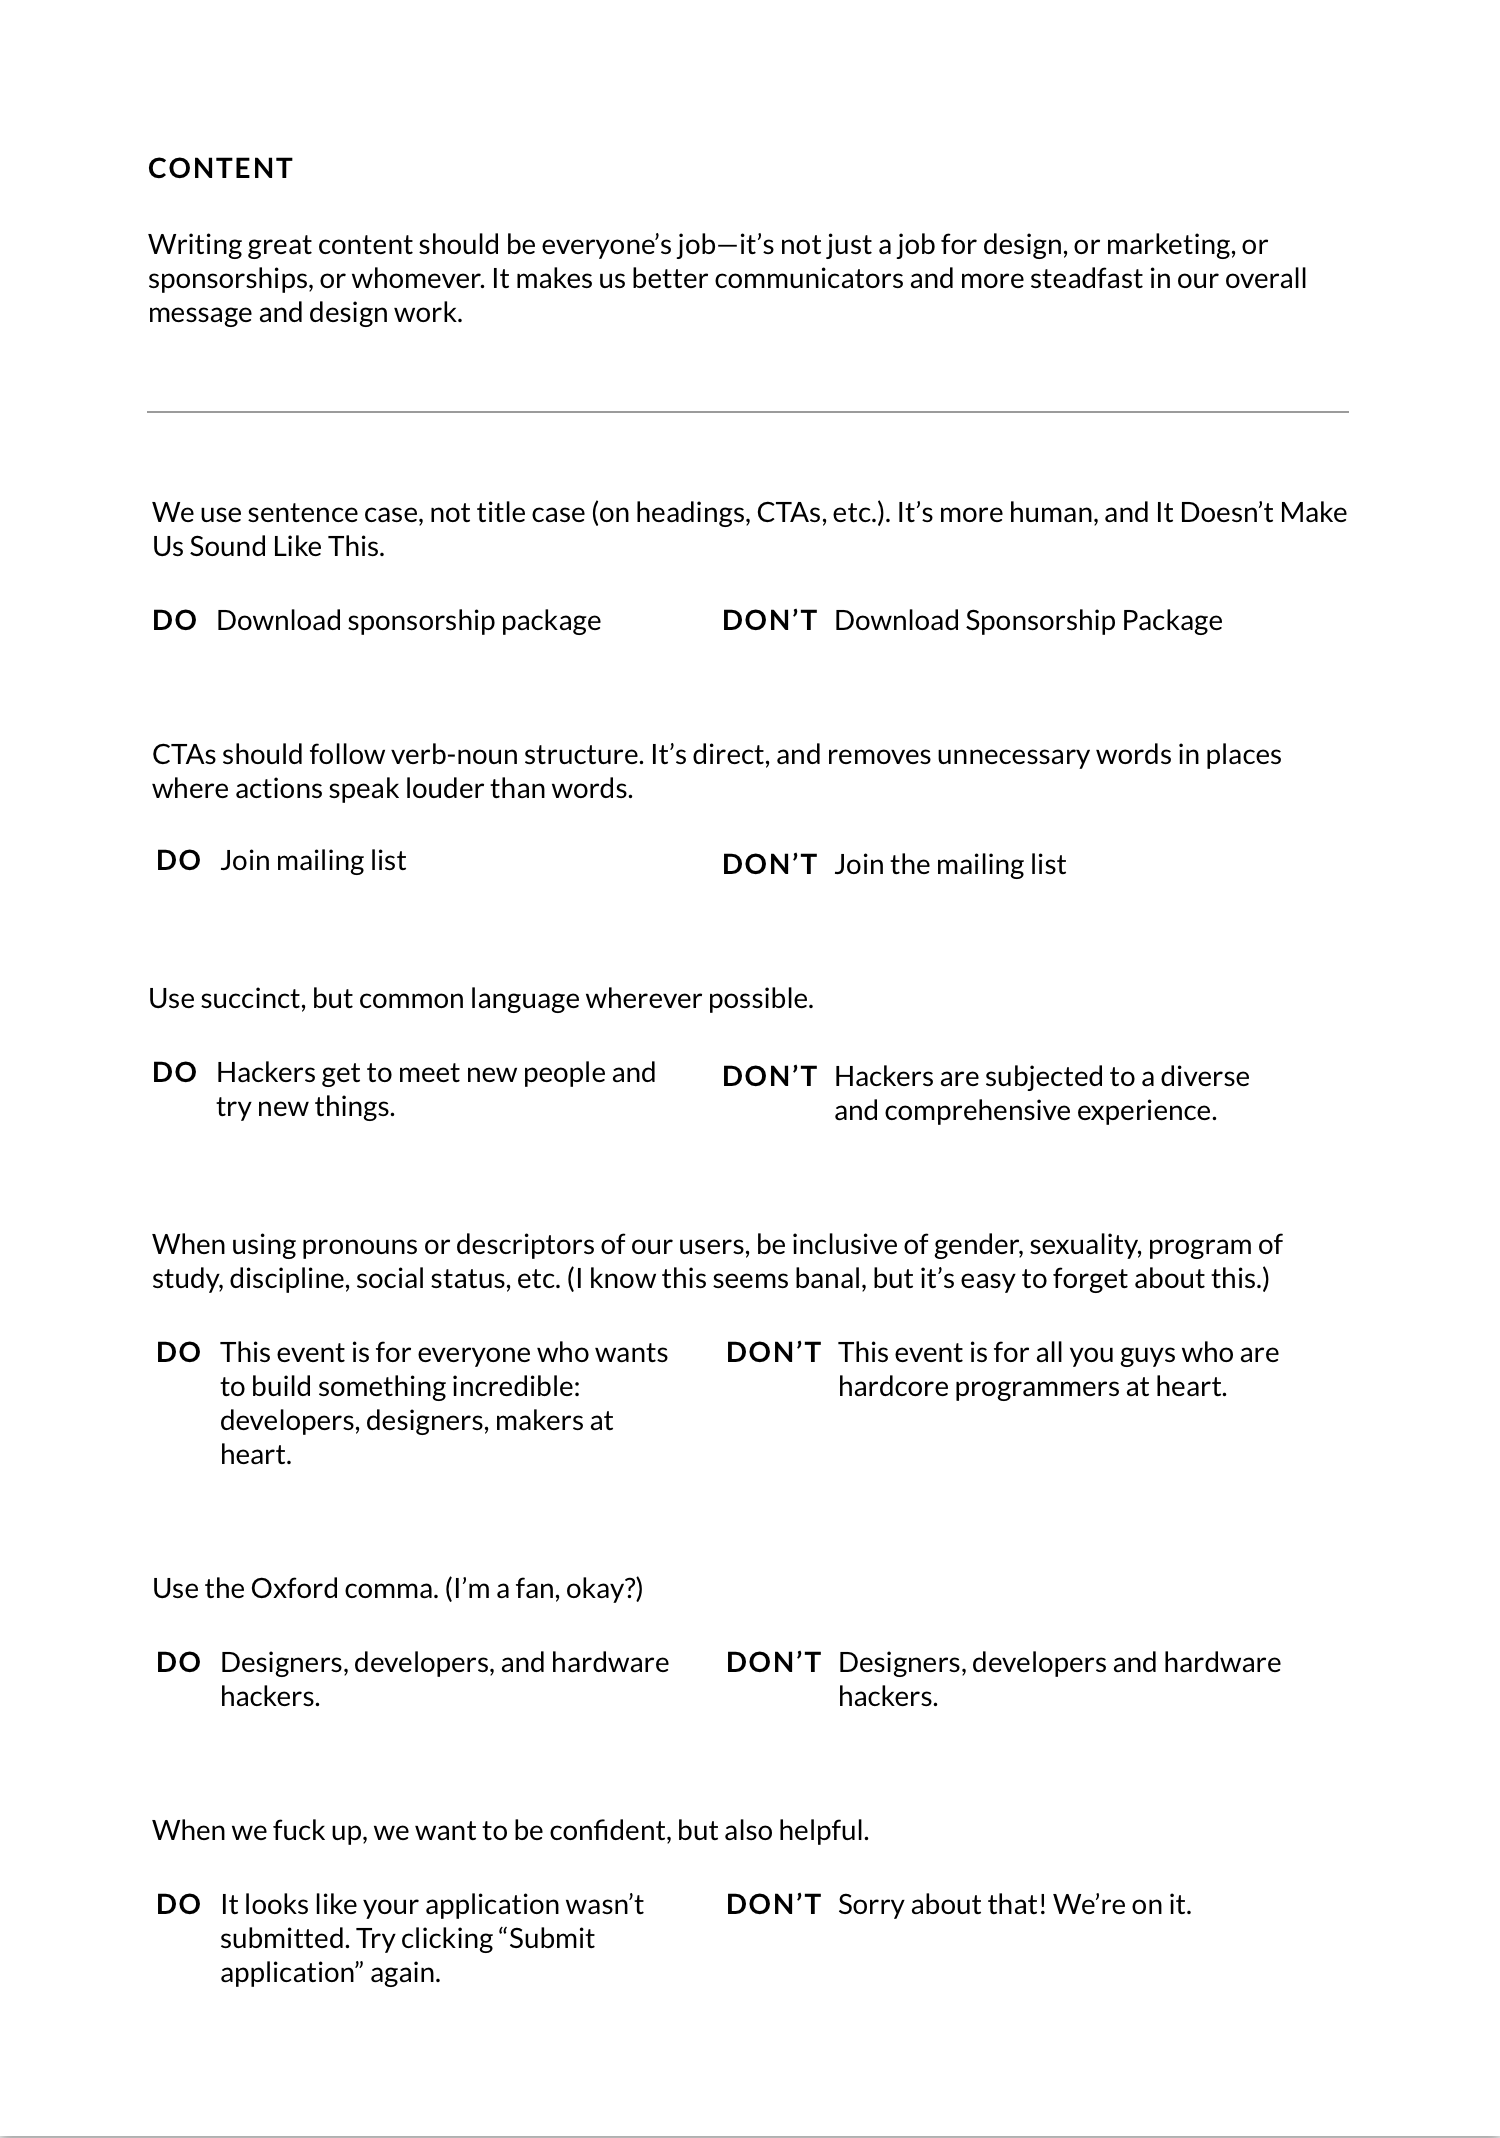 CONTENT
Writing great content should be everyone’s job—it’s not just a job for design, or marketing, or
sponsorships, or whomever. It makes us better communicators and more steadfast in our overall
message and design work.
We use sentence case, not title case (on headings, CTAs, etc.). It’s more human, and It Doesn’t Make
Us Sound Like This.
DO Download sponsorship package
DON’T Download Sponsorship Package
CTAs should follow verb-noun structure. It’s direct, and removes unnecessary words in places
where actions speak louder than words.
DO Join mailing list
DON’T Join the mailing list
Use succinct, but common language wherever possible.
DO Hackers get to meet new people and
try new things.
DON’T Hackers are subjected to a diverse
and comprehensive experience.
When using pronouns or descriptors of our users, be inclusive of gender, sexuality, program of
study, discipline, social status, etc. (I know this seems banal, but it’s easy to forget about this.)
DO This event is for everyone who wants
to build something incredible:
developers, designers, makers at
heart.
DON’T This event is for all you guys who are
hardcore programmers at heart.
Use the Oxford comma. (I’m a fan, okay?)
DO Designers, developers, and hardware
hackers.
DON’T Designers, developers and hardware
hackers.
When we fuck up, we want to be confident, but also helpful.
DO It looks like your application wasn’t
submitted. Try clicking “Submit
application” again.
DON’T Sorry about that! We’re on it.